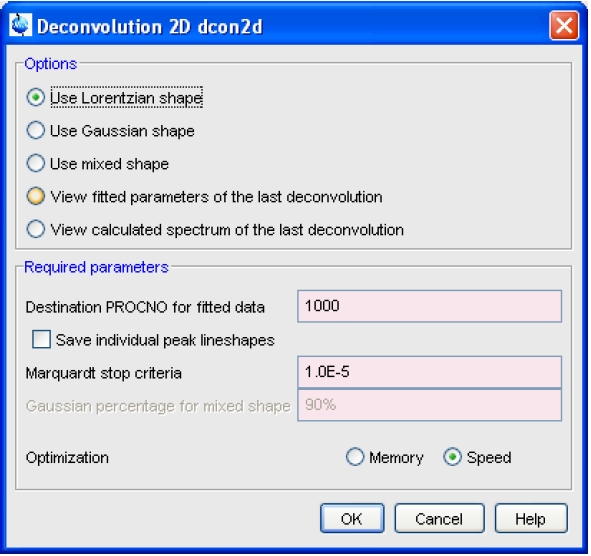 Deconvolution 2D dcon2d
Options
Use Lorentzian shape
Use Gaussian shape
Use mixed shape
View fitted parameters of the last deconvolution
View calculated spectrum of the last deconvolution
Required parameters
Destination PROCNO for fitted data 1000
Save individual peak lineshapes
Marquardt stop criteria 1.0E-5
Gaussian percentage for mixed shape 90%
Optimization Memory Speed
OK Cancel Help